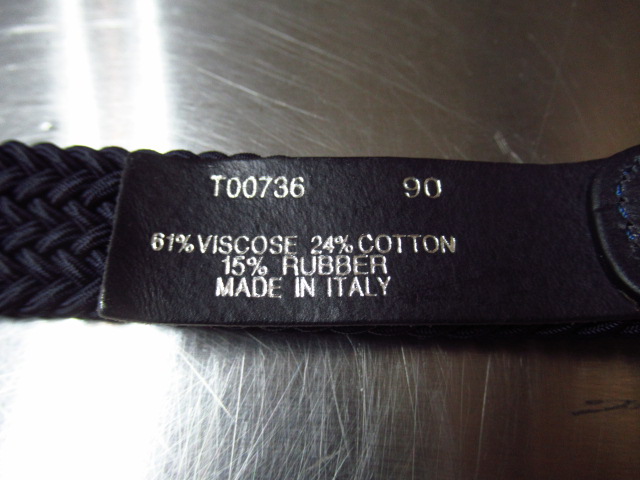 T00736 90
61% VISCOSE 24% COTTON
15% RUBBER
MADE IN ITALY